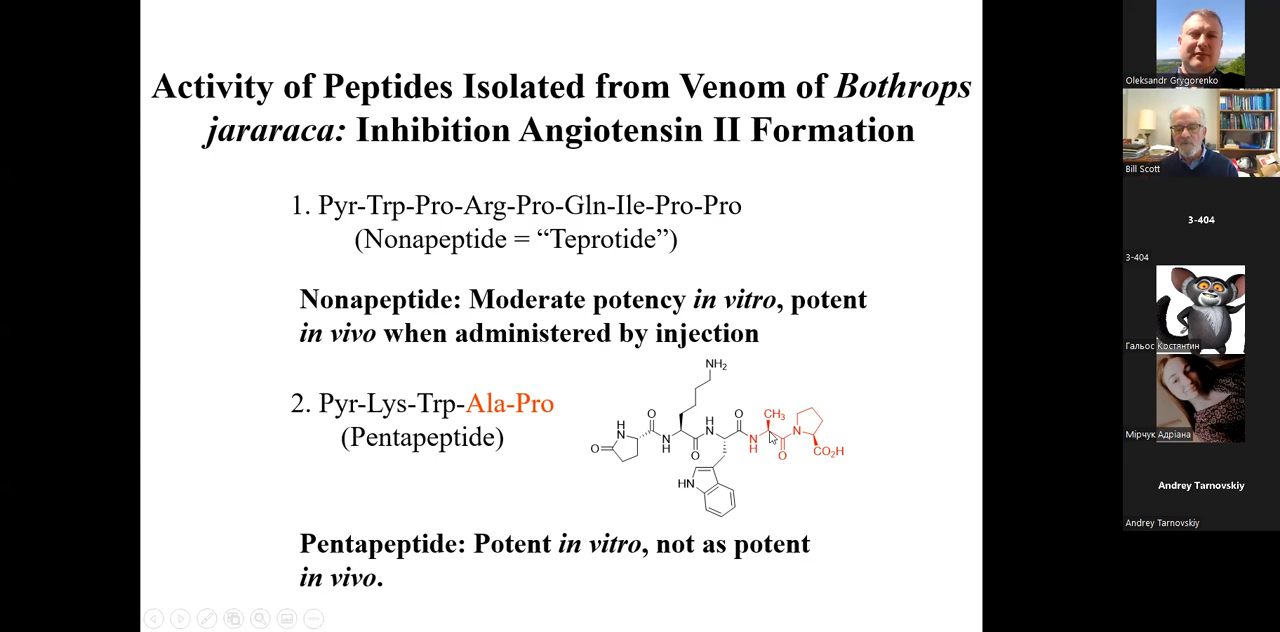 Activity of Peptides Isolated from Venom of Bothrops
jararaca: Inhibition Angiotensin II Formation
1. Pyr-Trp-Pro-Arg-Pro-Gln-Ile-Pro-Pro
(Nonapeptide = “Teprotide”)
Nonapeptide: Moderate potency in vitro, potent
in vivo when administered by injection
2. Pyr-Lys-Trp-Ala-Pro
(Pentapeptide)
NH2
O
HN
O
N
H
O
H
N
O
HN
O
N
H
CH3
O
N
CO2H
Pentapeptide: Potent in vitro, not as potent
in vivo.
Oleksandr Grygorenko
Bill Scott
3-404
3-404
Гальос Костянтин
Мірчук Адріана
Andrey Tarnovskiy
Andrey Tarnovskiy